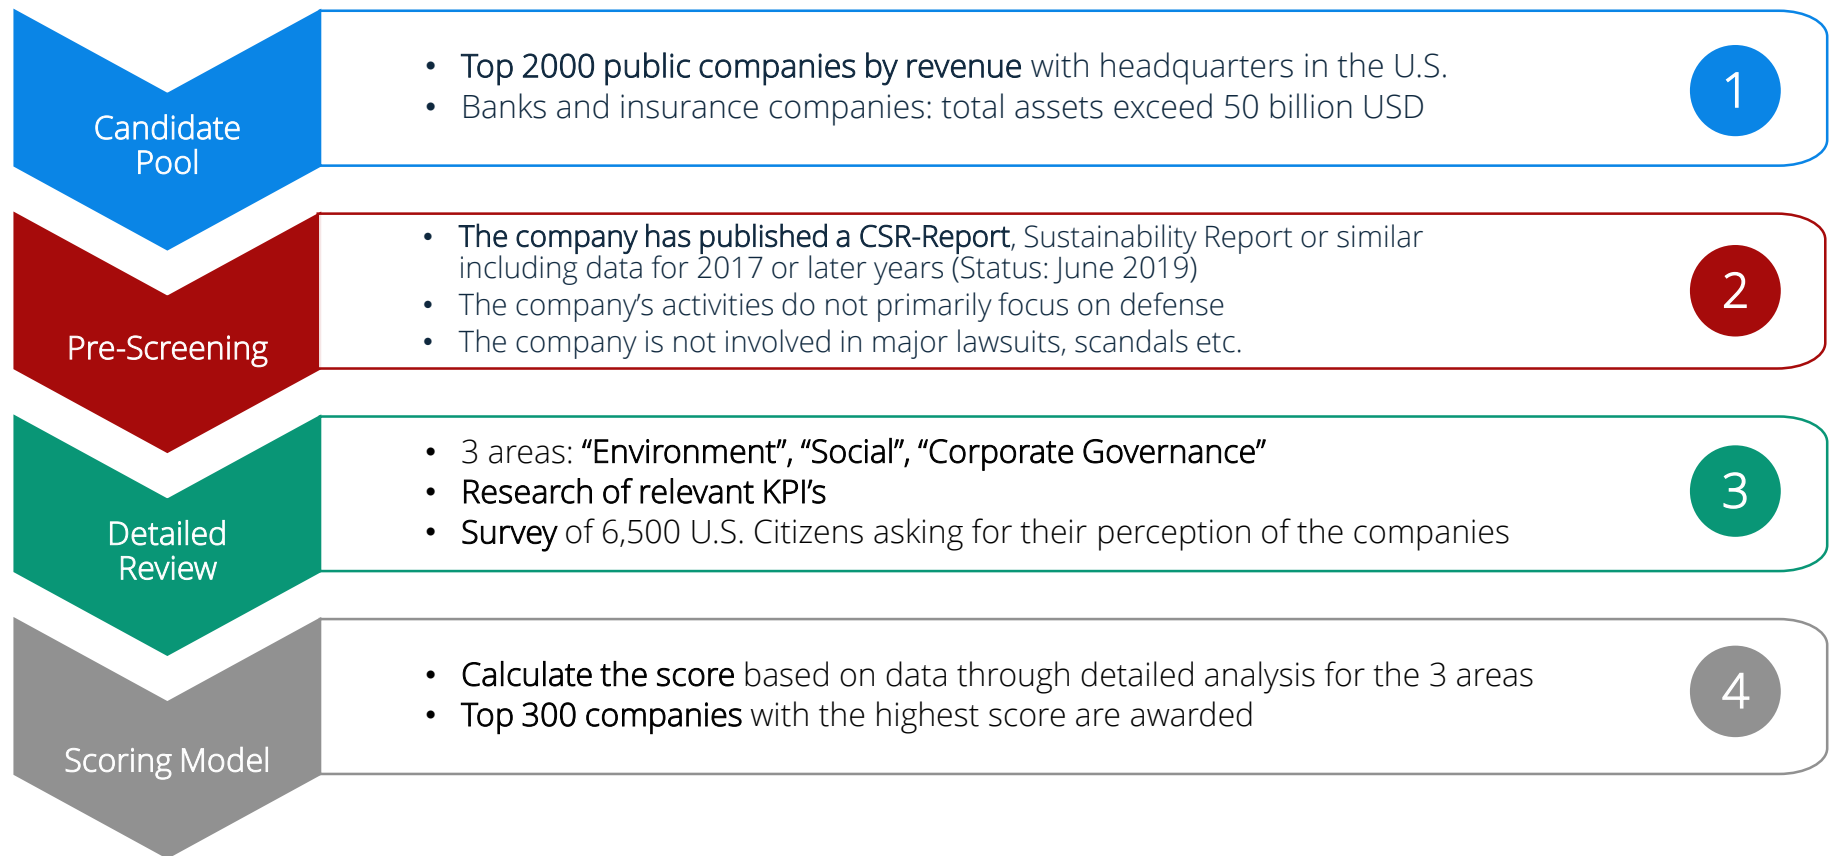 Candidate
Pool
• Top 2000 public companies by revenue with headquarters in the U.S.
• Banks and insurance companies: total assets exceed 50 billion USD
1
Pre-Screening
• The company has published a CSR-Report, Sustainability Report or similar
including data for 2017 or later years (Status: June 2019)
• The company’s activities do not primarily focus on defense
• The company is not involved in major lawsuits, scandals etc.
2
Detailed
Review
• 3 areas: “Environment”, “Social”, “Corporate Governance”
• Research of relevant KPI’s
• Survey of 6,500 U.S. Citizens asking for their perception of the companies
3
Scoring Model
• Calculate the score based on data through detailed analysis for the 3 areas
• Top 300 companies with the highest score are awarded
4